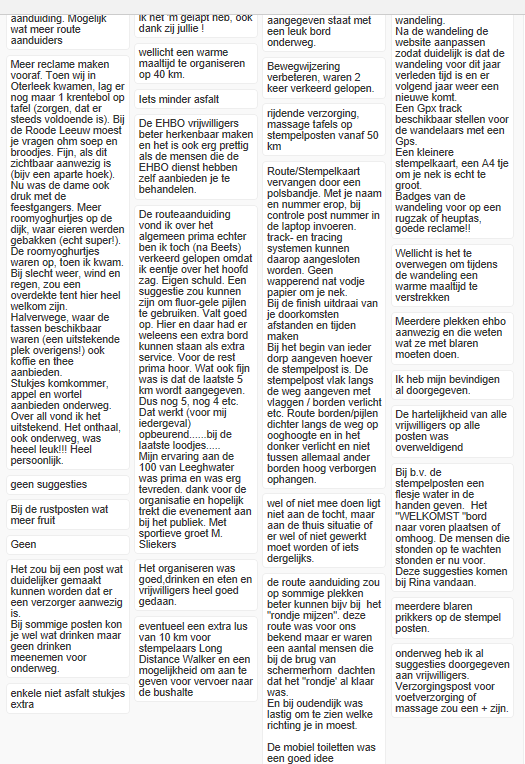 aanduiding. Mogelijk
wat meer route
aanduiders
Meer reclame maken
vooraf. Toen wij in
Oterleek kwamen, lag er
nog maar 1 krentebol op
tafel (zorgen, dat er
steeds voldoende is). Bij
de Roode Leeuw moest
je vragen ohm soep en
broodjes. Fijn, als dit
zichtbaar aanwezig is
(bijv een aparte hoek).
Nu was de dame ook
druk met de
feestgangers. Meer
roomyoghurtjes op de
dijk, waar eieren werden
gebakken (echt super!).
De roomyoghurtjes
waren op, toen ik kwam.
Bij slecht weer, wind en
regen, zou een
overdekte tent hier heel
welkom zijn.
Halverwege, waar de
tassen beschikbaar
waren (een uitstekende
plek overigens!) ook
koffie en thee
aanbieden.
Stukjes komkommer,
appel en wortel
aanbieden onderweg.
Over all vond ik het
uitstekend. Het onthaal,
ook onderweg, was
heeel leuk!!! Heel
persoonlijk.
geen suggesties
Bij de rustposten wat
meer fruit
Geen
Het zou bij een post wat
duidelijker gemaakt
kunnen worden dat er
een verzorger aanwezig
is.
Bij sommige posten kon
je wel wat drinken maar
geen drinken
meenemen voor
onderweg.
enkele niet asfalt stukjes
extra
ik het 'm gelapt heb, ook
dank zij jullie !
wellicht een warme
maaltijd te organiseren
op 40 km.
Iets minder asfalt
De EHBO vrijwilligers
beter herkenbaar maken
en het is ook erg prettig
als de mensen die de
EHBO dienst hebben
zelf aanbieden je te
behandelen.
De routeaanduiding
vond ik over het
algemeen prima echter
ben ik toch (na Beets)
verkeerd gelopen omdat
ik eentje over het hoofd
zag. Eigen schuld. Een
suggestie zou kunnen
zijn om fluor-gele pijlen
te gebruiken. Valt goed
op. Hier en daar had er
weleens een extra bord
kunnen staan als extra
service. Voor de rest
prima hoor. Wat ook fijn
was is dat de laatste 5
km wordt aangegeven.
Dus nog 5, nog 4 etc.
Dat werkt (voor mij
iedergeval)
opbeurend......bij de
laatste loodjes.....
Mijn ervaring aan de
100 van Leeghwater
was prima en was erg
tevreden. dank voor de
organisatie en hopelijk
trekt die evenement aan
bij het publiek. Met
sportieve groet M.
Sliekers
Het organiseren was
goed,drinken en eten en
vrijwilligers heel goed
gedaan.
eventueel een extra lus
van 10 km voor
stempelaars Long
Distance Walker en een
mogelijkheid om aan te
geven voor vervoer naar
de bushalte
aangegeven staat met
een leuk bord
onderweg.
Bewegwijzering
verbeteren, waren 2
keer verkeerd gelopen.
rijdende verzorging,
massage tafels op
stempelposten vanaf 50
km
Route/Stempelkaart
vervangen door een
polsbandje. Met je naam
en nummer erop, bij
controle post nummer in
de laptop invoeren.
track- en tracing
systemen kunnen
daarop aangesloten
worden. Geen
wapperend nat vodje
papier om je nek.
Bij de finish uitdraai van
je doorkomsten
afstanden en tijden
maken
Bij het begin van ieder
dorp aangeven hoever
de stempelpost is. De
stempelpost vlak langs
de weg aangeven met
vlaggen // borden verlicht
etc. Route borden/pijlen
dichter langs de weg op
ooghoogte en in het
donker verlicht en niet
tussen allemaal ander
borden hoog verborgen
ophangen.
wel of niet mee doen ligt
niet aan de tocht, maar
aan de thuis situatie of
er wel of niet gewerkt
moet worden of iets
dergelijks.
de route aanduiding zou
op sommige plekken
beter kunnen bijv bij het
"rondje mijzen". deze
route was voor ons
bekend maar er waren
een aantal mensen die
bij de brug van
schermerhorn dachten
dat het "rondje' al klaar
was.
En bij oudendijk was
lastig om te zien welke
richting je in moest.
De mobiel toiletten was
een goed idee
wandeling.
Na de wandeling de
website aanpassen
zodat duidelijk is dat de
wandeling voor dit jaar
verleden tijd is en er
volgend jaar weer een
nieuwe komt.
Een Gpx track
beschikbaar stellen voor
de wandelaars met een
Gps.
Een kleinere
stempelkaart, een A4 tje
om je nek is echt te
groot.
Badges van de
wandeling voor op een
rugzak of heuptas,
goede reclame!!
Wellicht is het te
overwegen om tijdens
de wandeling een
warme maaltijd te
verstrekken
Meerdere plekken ehbo
aanwezig en die weten
wat ze met blaren
moeten doen.
Ik heb mijn bevindingen
al doorgegeven.
De hartelijkheid van alle
vrijwilligers op alle
posten was
overweldigend
Bij b.v. de
stempelposten een
flesje water in de
handen geven. Het
"WELKOMST "bord
naar voren plaatsen of
omhoog. De mensen die
stonden op te wachten
stonden er nu voor.
Deze suggesties komen
bij Rina vandaan.
meerdere blaren
prikkers op de stempel
posten.
onderweg heb ik al
suggesties doorgegeven
aan vrijwilligers.
Verzorgingspost voor
voetverzorging of
massage zou een + zijn.